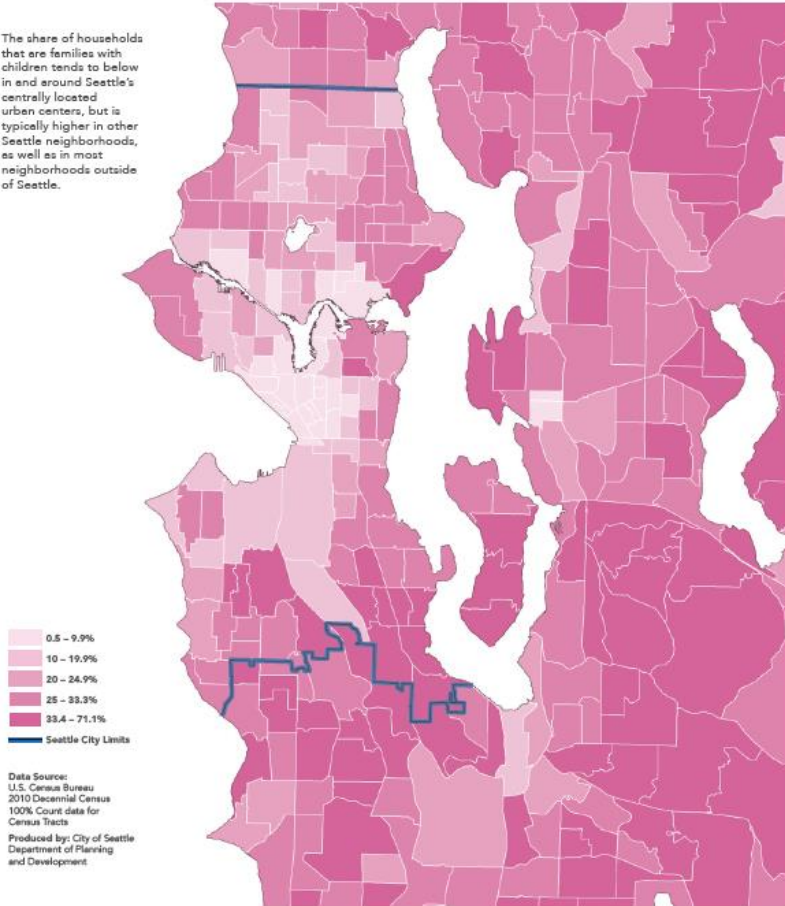 The share of households
that are families with
children tends to below
in and around Seattle's
centrally located
urban centers, but is
typically higher in other
Seattle neighborhoods,
as well as in most
neighborhoods outside
of Seattle.
0.5 – 9.9%
10 – 19.9%
20 – 24.9%
25 – 33.3%
33.4 – 71.1%
Seattle City Limits
Data Source:
U.S. Census Bureau
2010 Decennial Census
100% Count data for
Census Tracts
Produced by: City of Seattle
Department of Planning
and Development